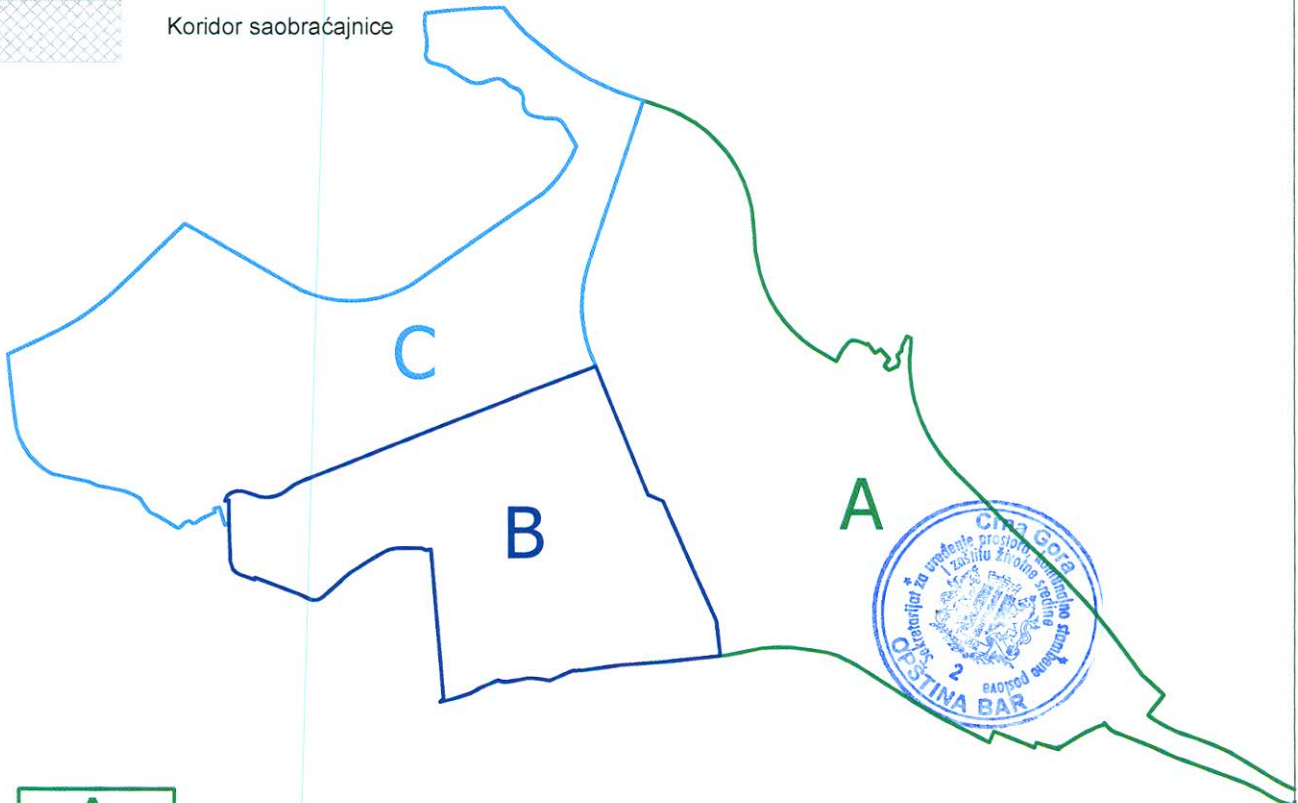 Koridor saobraćajnice
C
B
A
Crna Gora
Sekretarijat za uređenje prostora, komunalno stambene poslove
i zaštitu životne sredine
2
OPŠTINA BAR
A